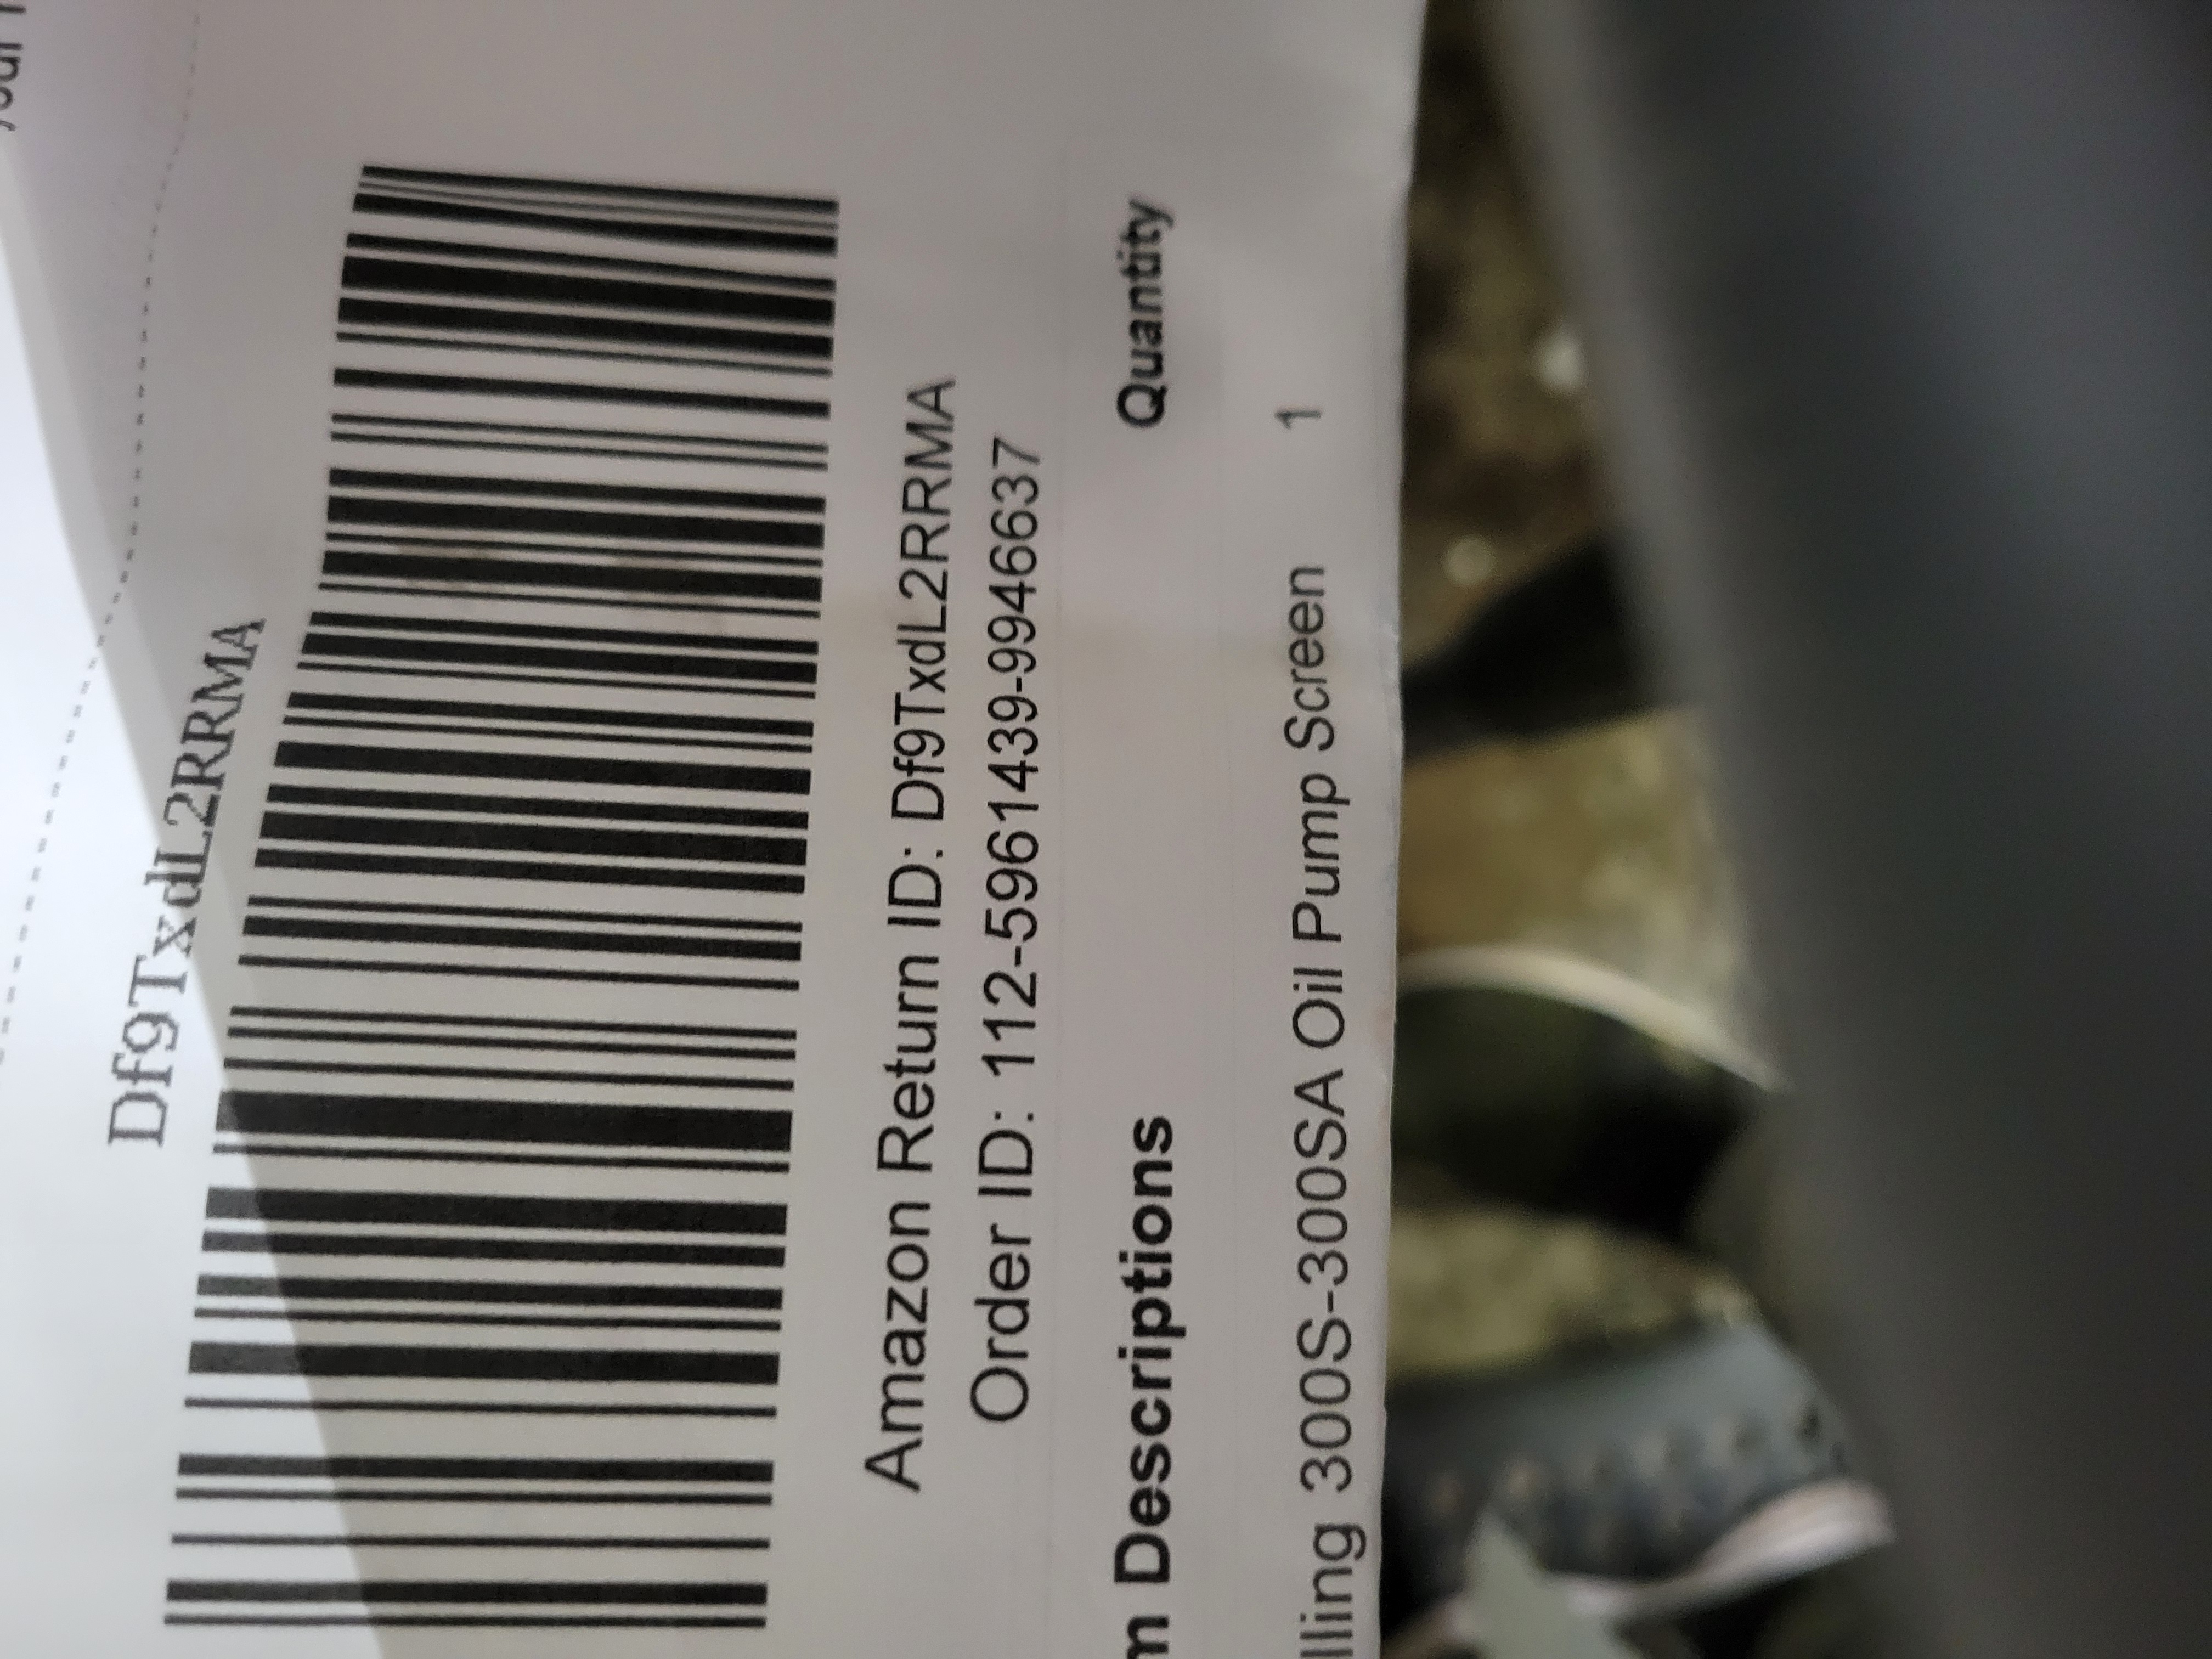 your
Df9TxdL2RRMA
Amazon Return ID: Df9TxdL2RRMA
Order ID: 112-5961439-9946637
m Descriptions Quantity
lling 300S-300SA Oil Pump Screen 1